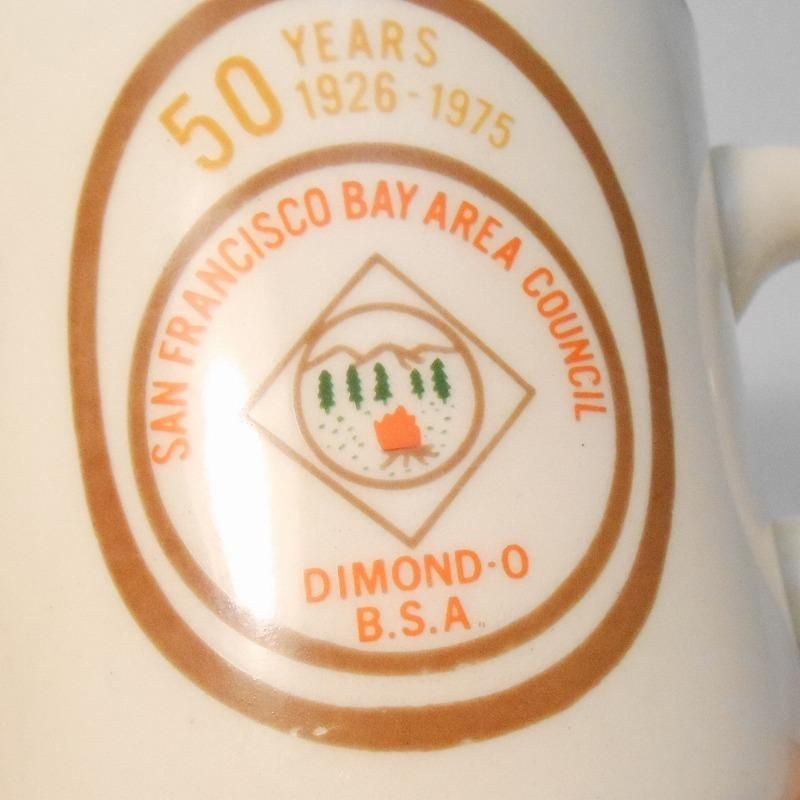 50 YEARS
1926-1975
SAN FRANCISCO BAY AREA COUNCIL
DIMOND-O
B.S.A.